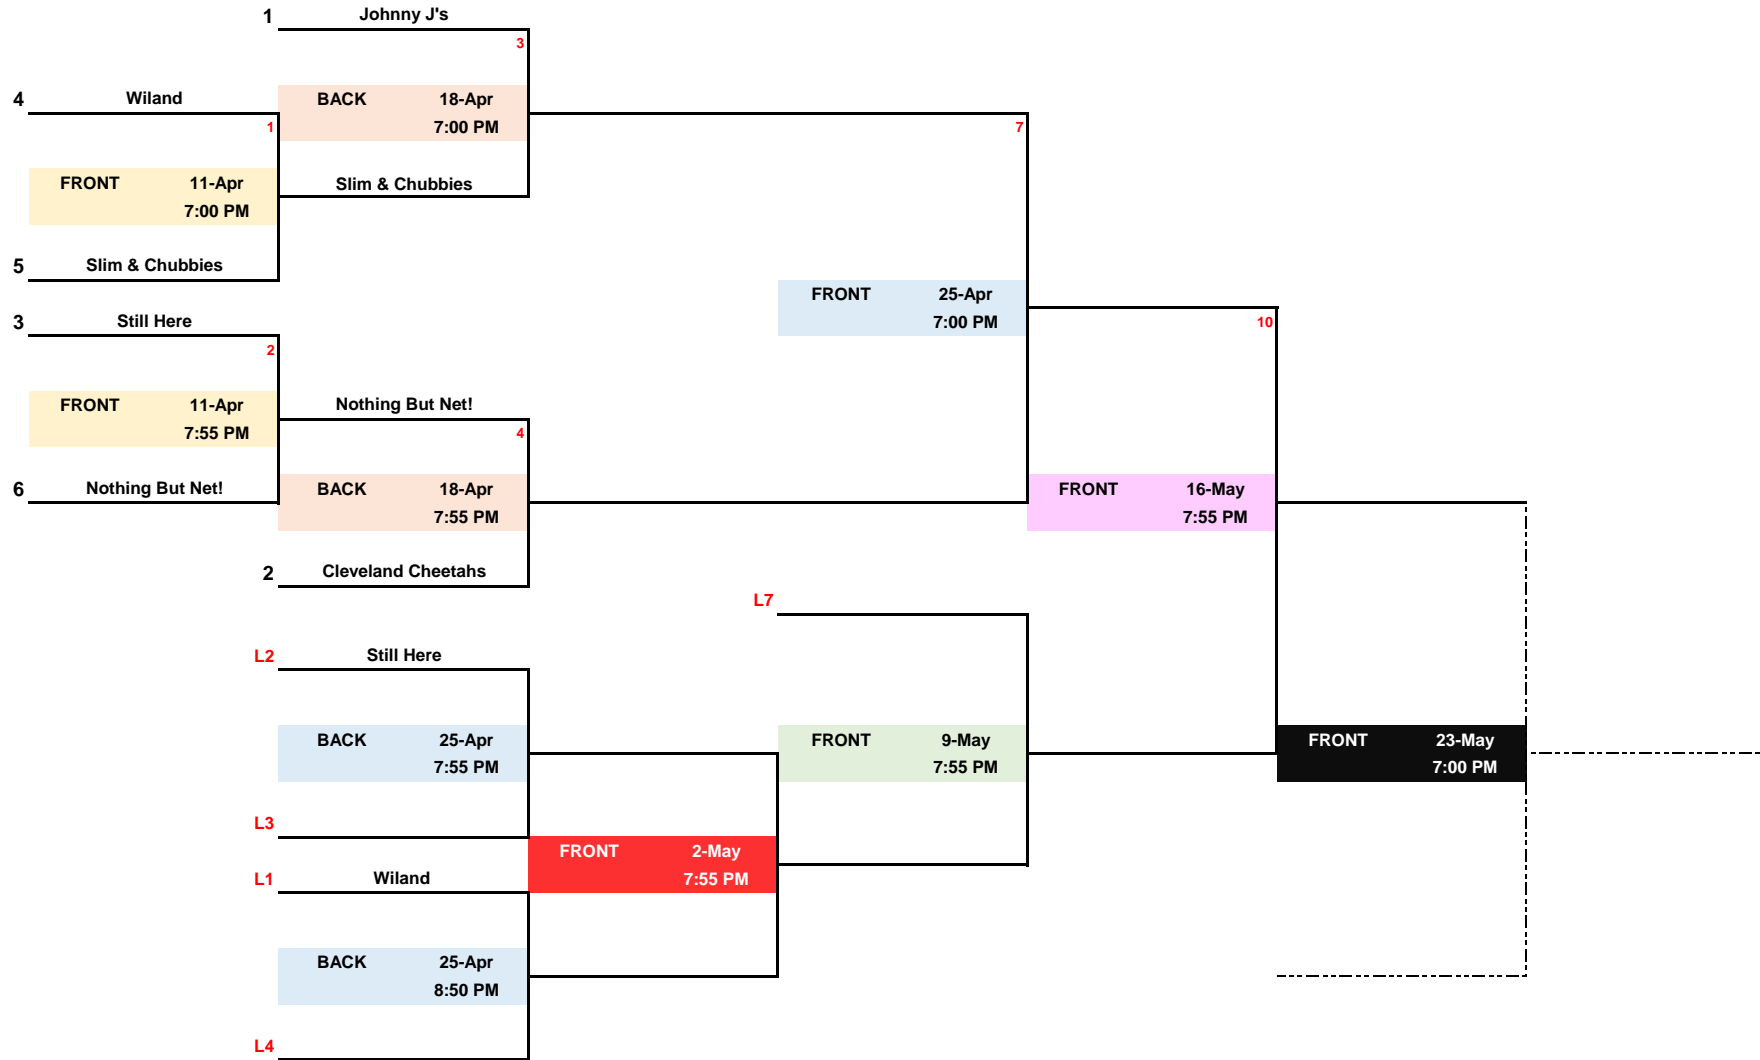 1 Johnny J's
3
4 Wiland
BACK 18-Apr
7:00 PM
1
7
FRONT 11-Apr
7:00 PM
Slim & Chubbies
5 Slim & Chubbies
FRONT 25-Apr
7:00 PM
3 Still Here
10
2
FRONT 11-Apr
7:55 PM
Nothing But Net!
4
6 Nothing But Net!
BACK 18-Apr
7:55 PM
FRONT 16-May
7:55 PM
2 Cleveland Cheetahs
L7
L2 Still Here
BACK 25-Apr
7:55 PM
FRONT 9-May
7:55 PM
FRONT 23-May
7:00 PM
L3
FRONT 2-May
7:55 PM
L1 Wiland
BACK 25-Apr
8:50 PM
L4